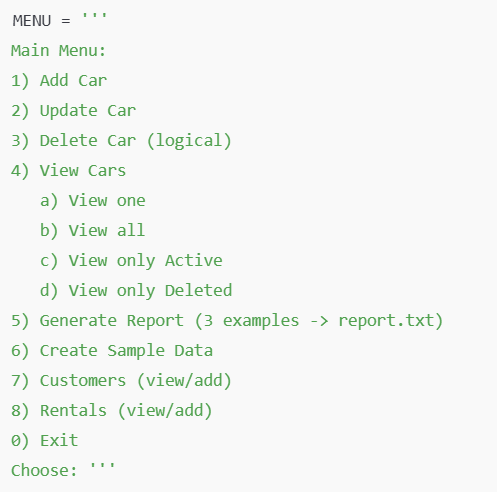 MENU = '''
Main Menu:
1) Add Car
2) Update Car
3) Delete Car (logical)
4) View Cars
   a) View one
   b) View all
   c) View only Active
   d) View only Deleted
5) Generate Report (3 examples -> report.txt)
6) Create Sample Data
7) Customers (view/add)
8) Rentals (view/add)
0) Exit
Choose: '''